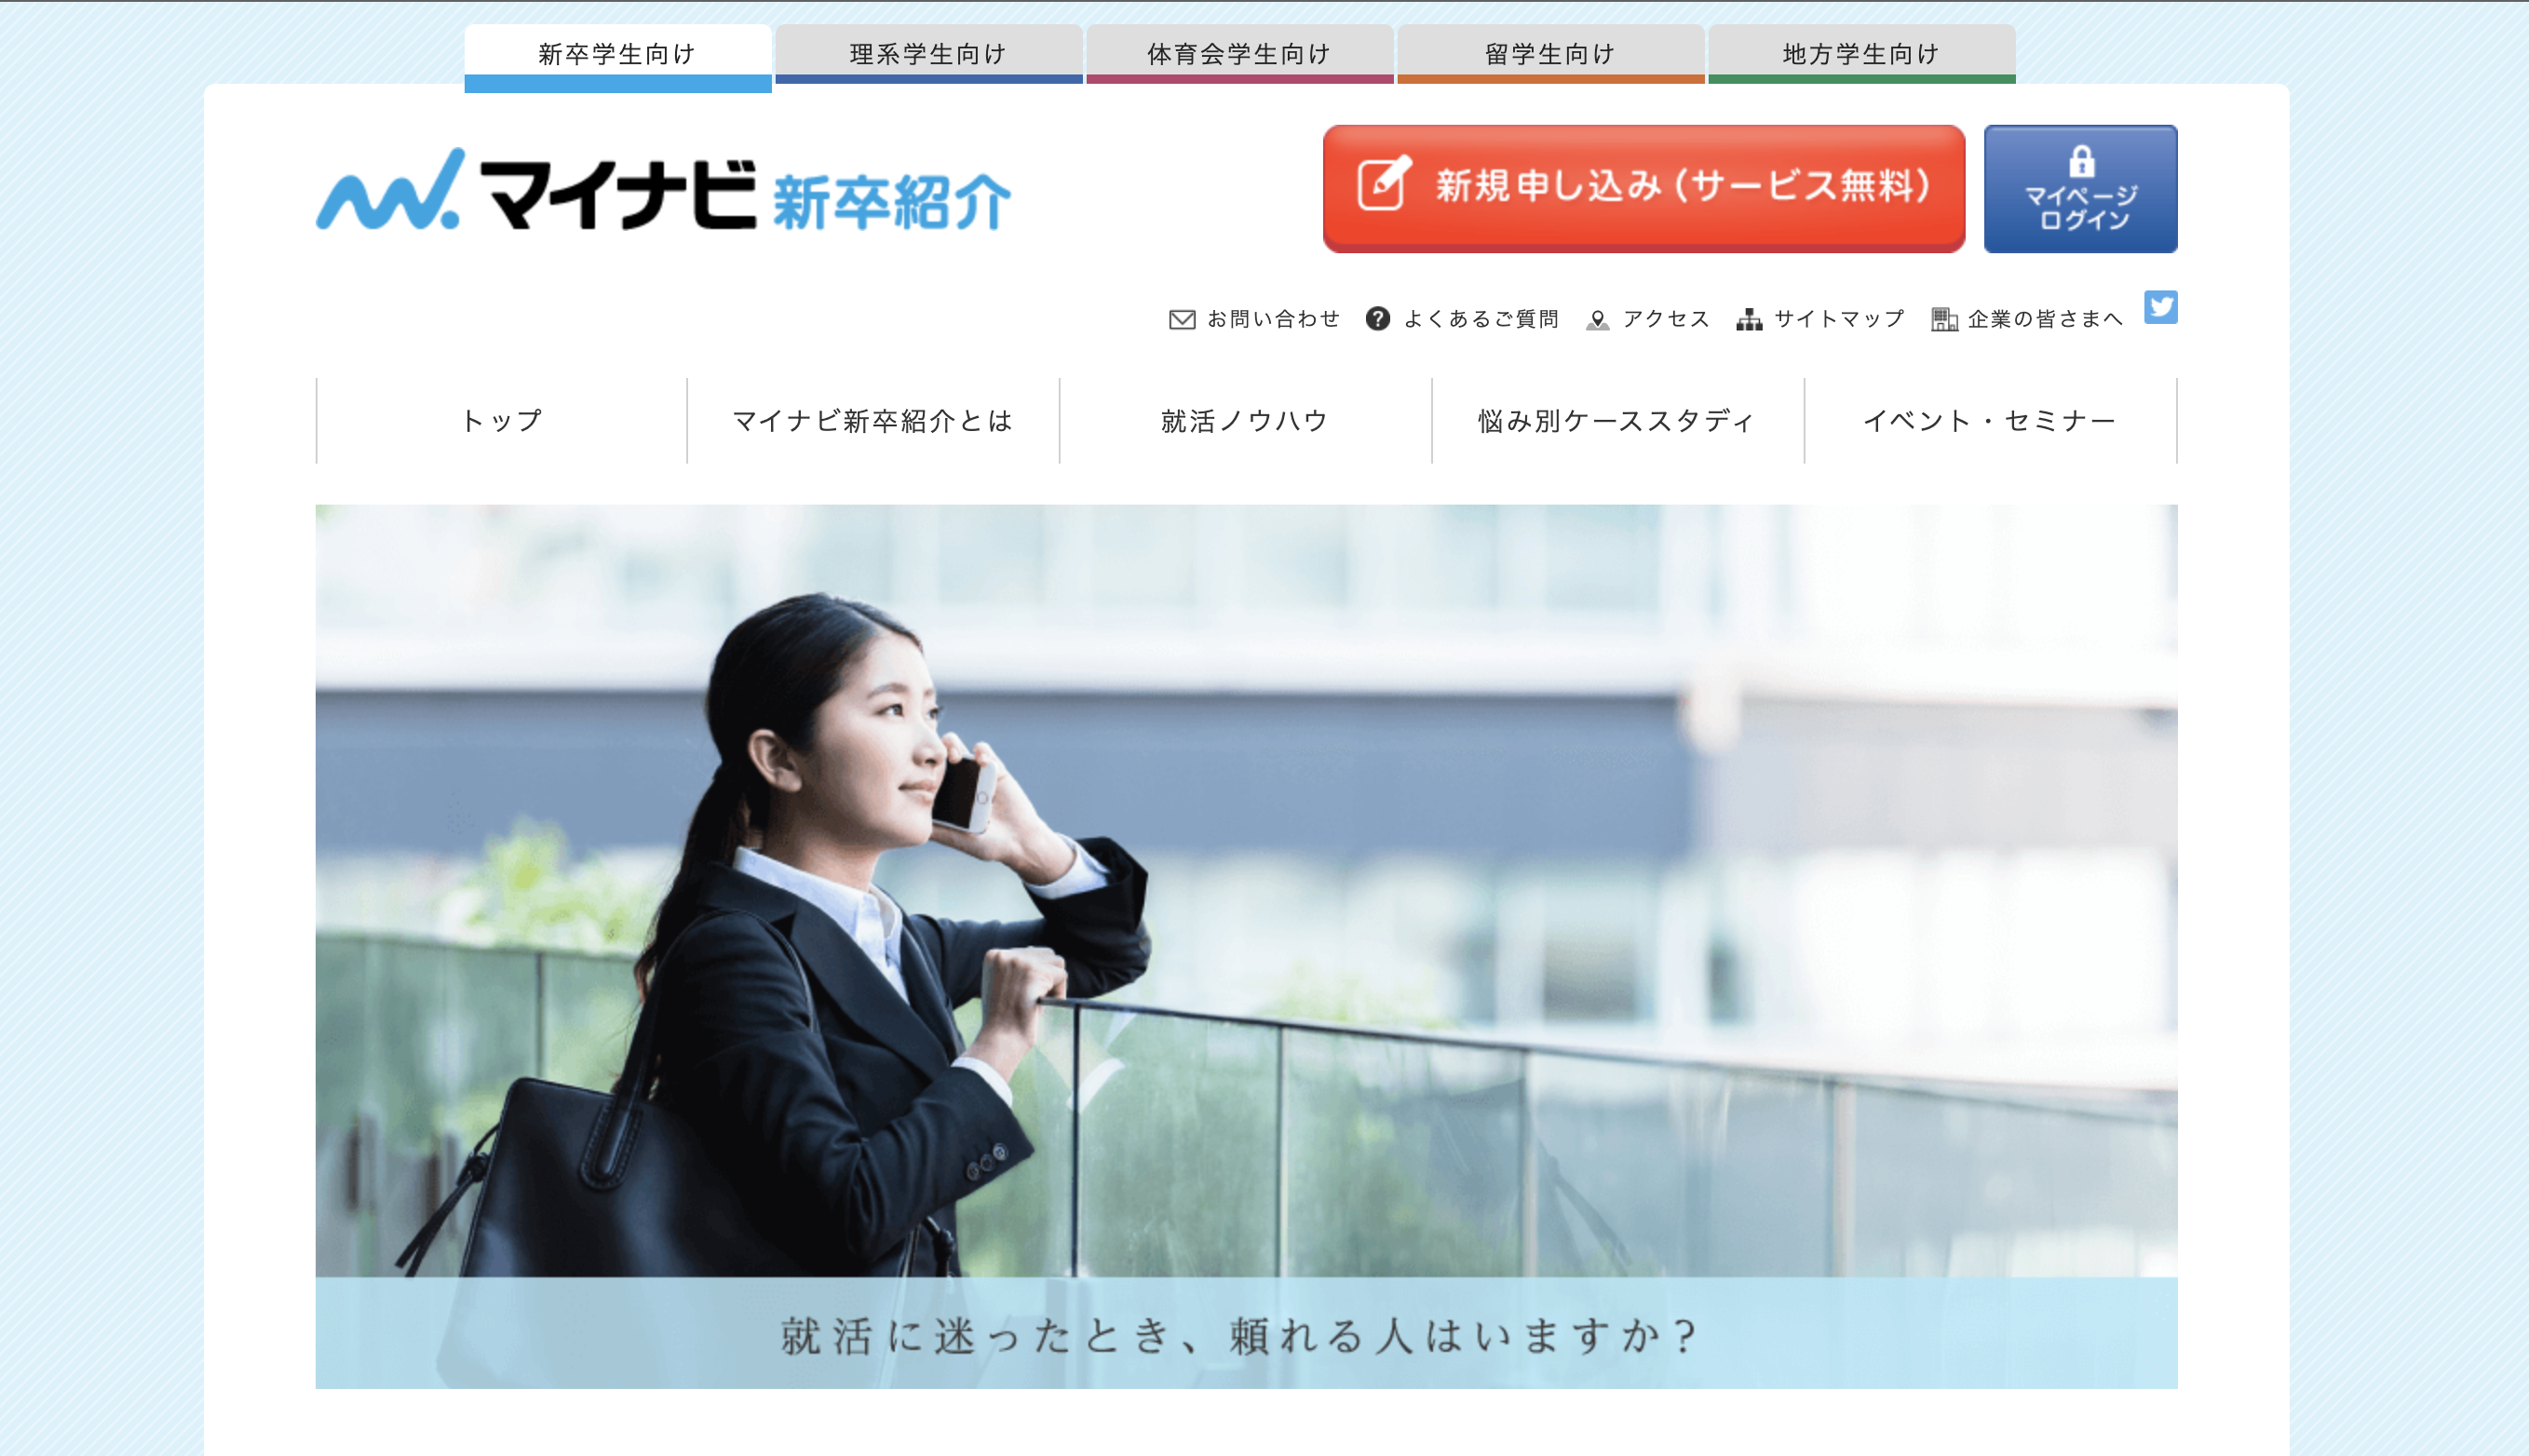 新卒学生向け
理系学生向け
体育会学生向け
留学生向け
地方学生向け
マイナビ 新卒紹介
新規申し込み（サービス無料）
マイページ
ログイン
お問い合わせ
よくあるご質問
アクセス
サイトマップ
企業の皆さまへ
トップ
マイナビ新卒紹介とは
就活ノウハウ
悩み別ケーススタディ
イベント・セミナー
就活に迷ったとき、頼れる人はいますか？